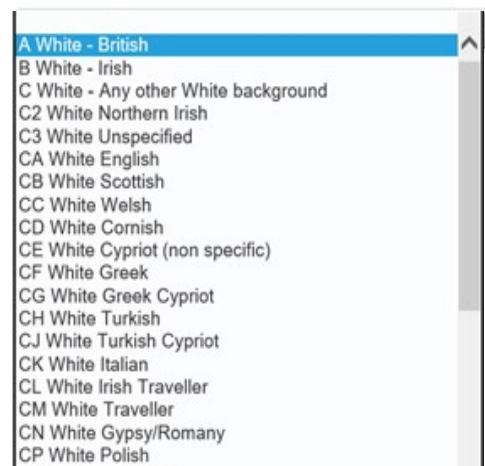 A White - British
B White - Irish
C White - Any other White background
C2 White Northern Irish
C3 White Unspecified
CA White English
CB White Scottish
CC White Welsh
CD White Cornish
CE White Cypriot (non specific)
CF White Greek
CG White Greek Cypriot
CH White Turkish
CJ White Turkish Cypriot
CK White Italian
CL White Irish Traveller
CM White Traveller
CN White Gypsy/Romany
CP White Polish